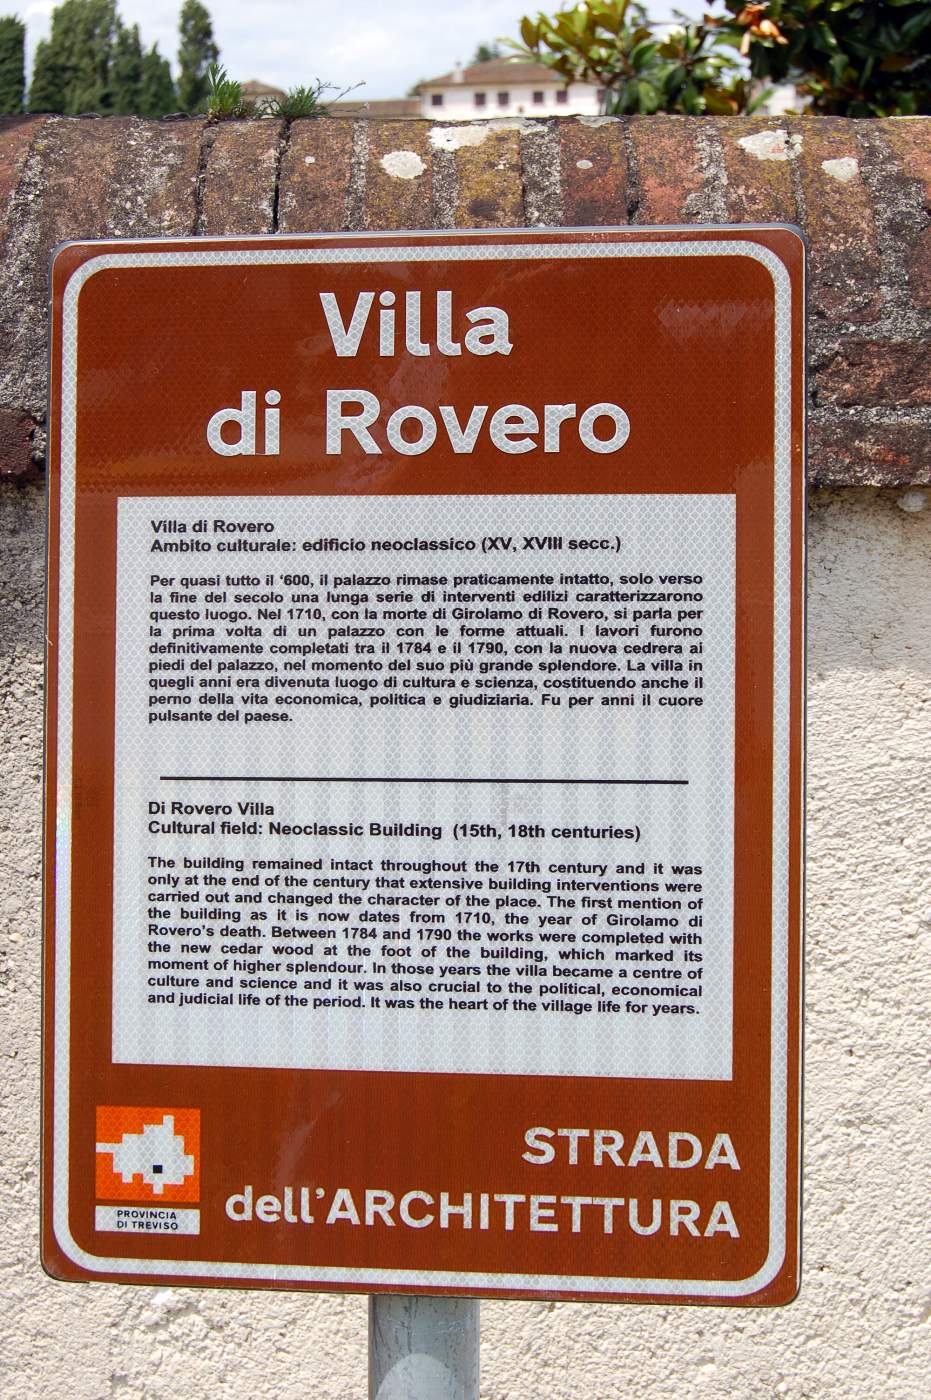 Villa
di Rovero
Villa di Rovero
Ambito culturale: edificio neoclassico (XV, XVIII secc.)
Per quasi tutto il ‘600, il palazzo rimase praticamente intatto, solo verso
la fine del secolo una lunga serie di interventi edilizi caratterizzarono
questo luogo. Nel 1710, con la morte di Girolamo di Rovero, si parla per
la prima volta di un palazzo con le forme attuali. I lavori furono
definitivamente completati tra il 1784 e il 1790, con la nuova cedrera ai
piedi del palazzo, nel momento del suo più grande splendore. La villa in
quegli anni era divenuta luogo di cultura e scienza, costituendo anche il
perno della vita economica, politica e giudiziaria. Fu per anni il cuore
pulsante del paese.
Di Rovero Villa
Cultural field: Neoclassic Building (15th, 18th centuries)
The building remained intact throughout the 17th century and it was
only at the end of the century that extensive building interventions were
carried out and changed the character of the place. The first mention of
the building as it is now dates from 1710, the year of Girolamo di
Rovero's death. Between 1784 and 1790 the works were completed with
the new cedar wood at the foot of the building, which marked its
moment of higher splendour. In those years the villa became a centre of
culture and science and it was also crucial to the political, economical
and judicial life of the period. It was the heart of the village life for years.
STRADA
dell'ARCHITETTURA
PROVINCIA
DI TREVISO